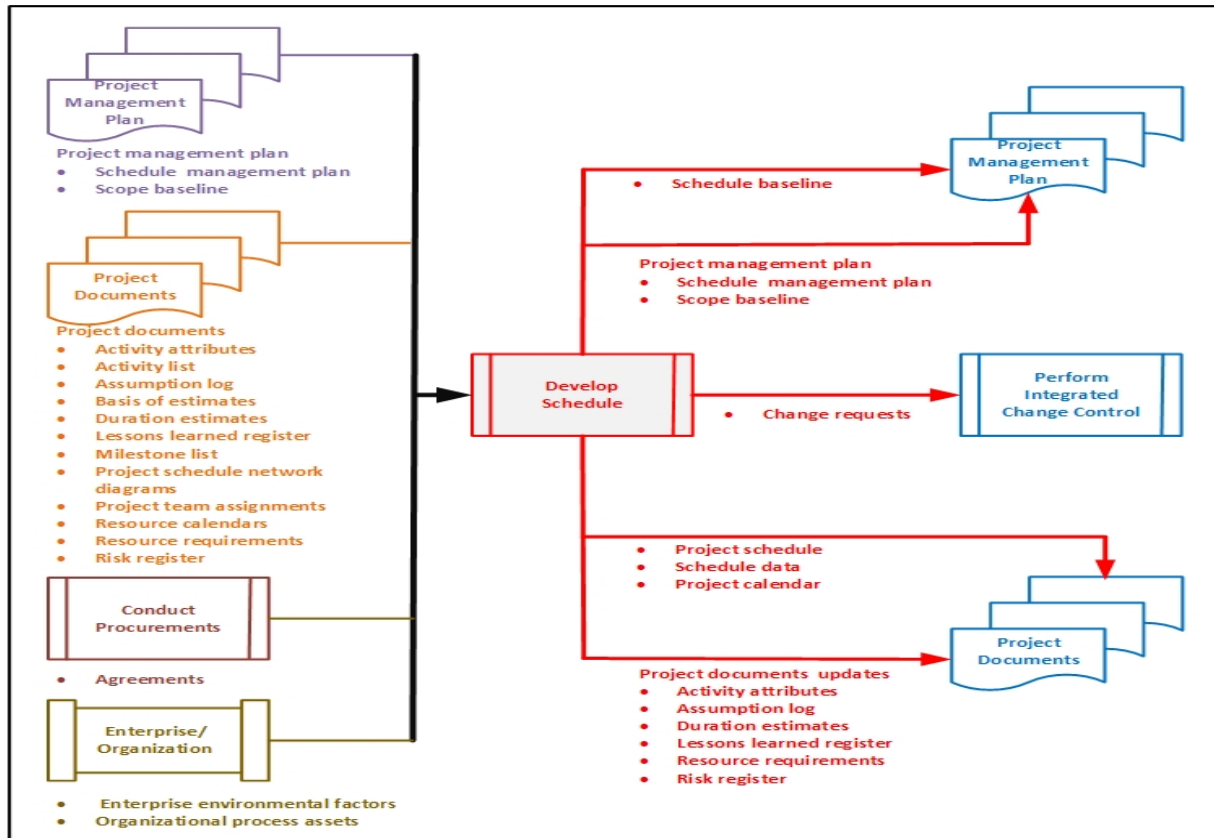 Project
Management
Plan
Project management plan
• Schedule management plan
• Scope baseline
Project
Documents
Project documents
• Activity attributes
• Activity list
• Assumption log
• Basis of estimates
• Duration estimates
• Lessons learned register
• Milestone list
• Project schedule network
diagrams
• Project team assignments
• Resource calendars
• Resource requirements
• Risk register
Conduct
Procurements
• Agreements
Enterprise/
Organization
• Enterprise environmental factors
• Organizational process assets
Develop
Schedule
• Schedule baseline
Project management plan
• Schedule management plan
• Scope baseline
• Change requests
• Project schedule
• Schedule data
• Project calendar
Project documents updates
• Activity attributes
• Assumption log
• Duration estimates
• Lessons learned register
• Resource requirements
• Risk register
Project
Management
Plan
Perform
Integrated
Change Control
Project
Documents